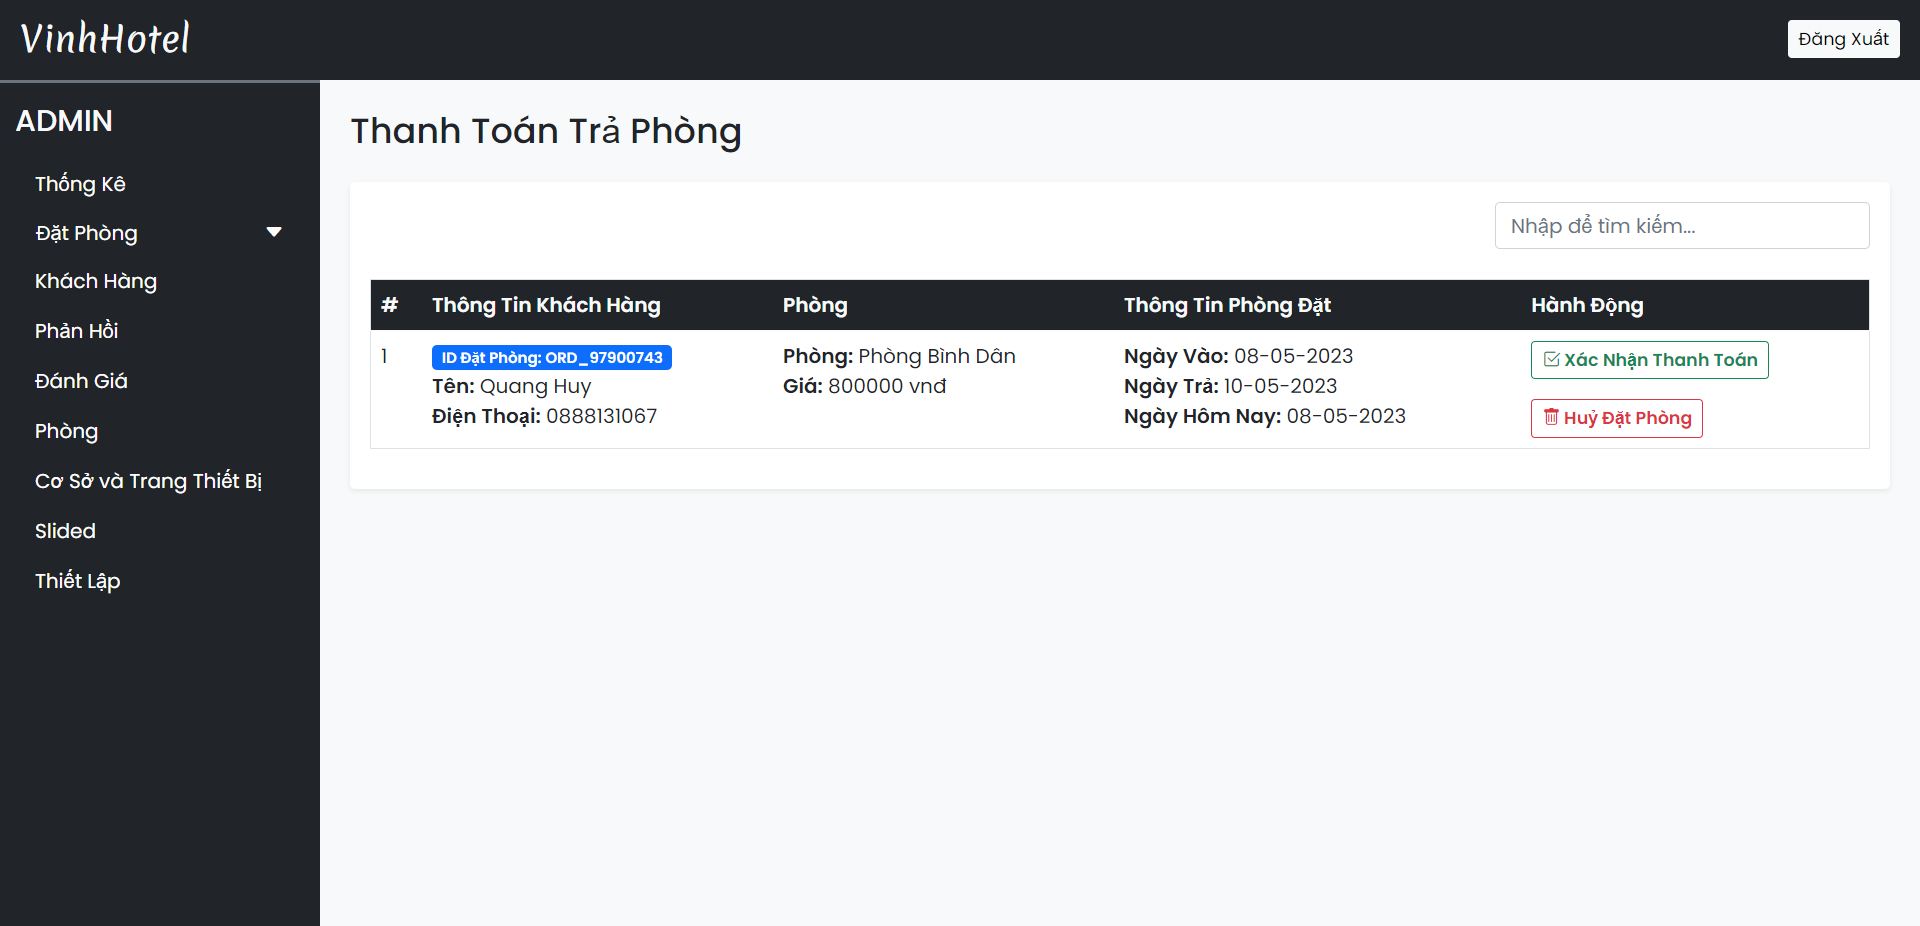 VinhHotel
Đăng Xuất
ADMIN
Thống Kê
Đặt Phòng
Khách Hàng
Phản Hồi
Đánh Giá
Phòng
Cơ Sở và Trang Thiết Bị
Slided
Thiết Lập
Thanh Toán Trả Phòng
Nhập để tìm kiếm...
# Thông Tin Khách Hàng Phòng Thông Tin Phòng Đặt Hành Động
1 ID Đặt Phòng: ORD_97900743 Phòng: Phòng Bình Dân Ngày Vào: 08-05-2023 Xác Nhận Thanh Toán
Tên: Quang Huy Giá: 800000 vnđ Ngày Trả: 10-05-2023
Điện Thoại: 0888131067 Ngày Hôm Nay: 08-05-2023 Huỷ Đặt Phòng